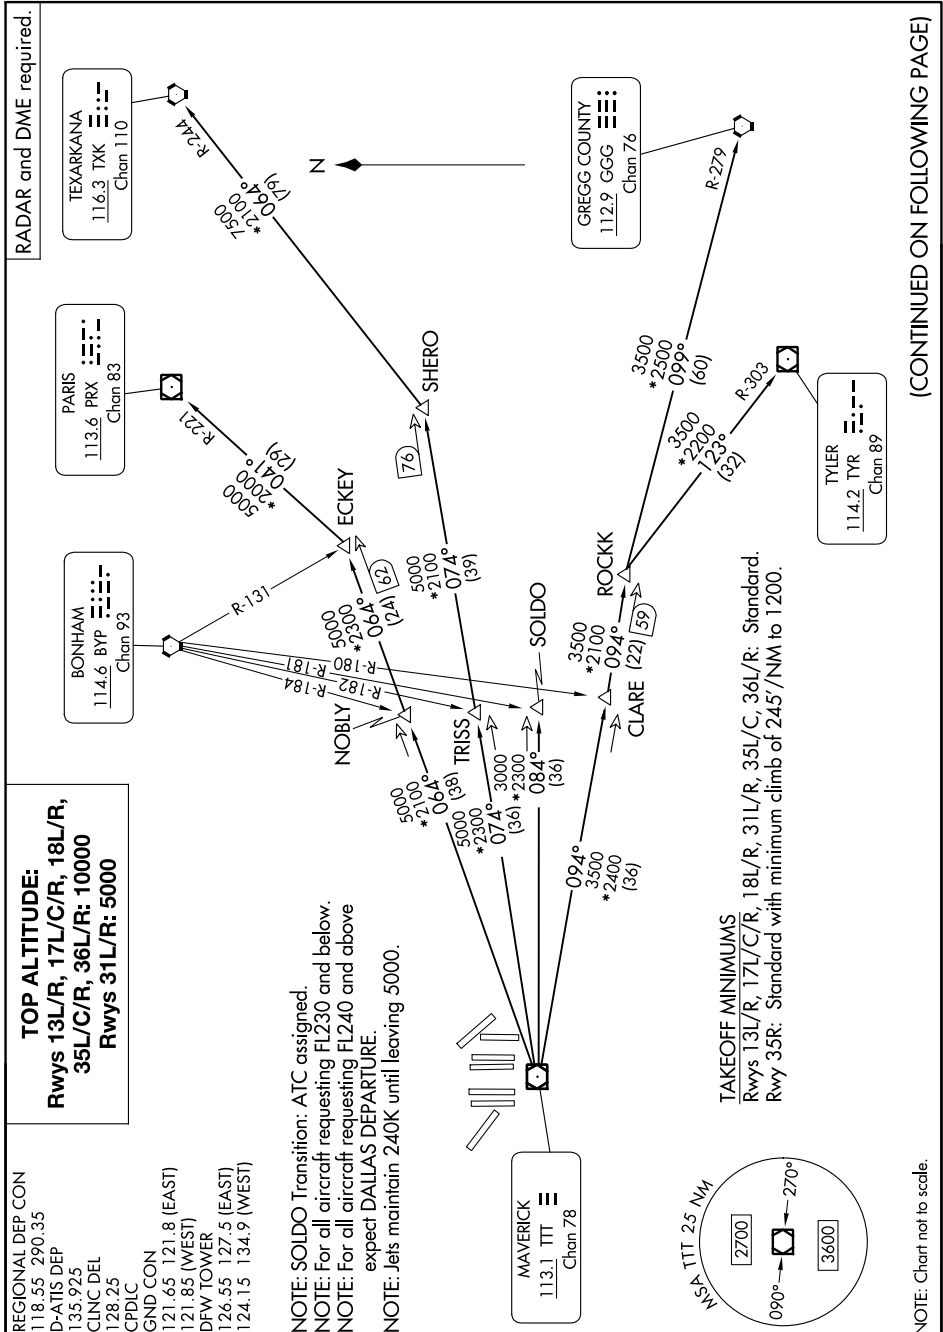 REGIONAL DEP CON
118.55 290.35
D-ATIS DEP
135.925
CLNC DEL
128.25
CPDLC
GND CON
121.65 121.8 (EAST)
121.85 (WEST)
DFW TOWER
126.55 127.5 (EAST)
124.15 134.9 (WEST)
TOP ALTITUDE:
Rwys 13L/R, 17L/C/R, 18L/R,
35L/C/R, 36L/R: 10000
Rwys 31L/R: 5000
RADAR and DME required.
NOTE: SOLDO Transition: ATC assigned.
NOTE: For all aircraft requesting FL230 and below.
NOTE: For all aircraft requesting FL240 and above
expect DALLAS DEPARTURE.
NOTE: Jets maintain 240K until leaving 5000.
BONHAM
114.6 BYP
Chan 93
PARIS
113.6 PRX
Chan 83
TEXARKANA
116.3 TXK
Chan 110
R-244
7500
*2100
064°
(79)
N
R-221
5000
*2000
041°
(29)
R-131
R-184
R-181
R-182
R-180
ECKEY
62
5000
*2300
064°
(24)
NOBLY
5000
*2100
064°
(38)
SHERO
76
5000
*2100
074°
(39)
TRISS
5000
*2300
074°
(36)
SOLDO
3000
*2300
084°
(36)
ROCKK
59
3500
*2100
094°
(22)
CLARE
094°
3500
*2400
(36)
3500
*2500
099°
(60)
R-279
3500
*2200
123°
(32)
R-303
GREGG COUNTY
112.9 GGG
Chan 76
TYLER
114.2 TYR
Chan 89
MAVERICK
113.1 TTT
Chan 78
MSA TTT 25 NM
2700
090°
270°
3600
TAKEOFF MINIMUMS
Rwys 13L/R, 17L/C/R, 18L/R, 31L/R, 35L/C, 36L/R: Standard.
Rwy 35R: Standard with minimum climb of 245'/NM to 1200.
NOTE: Chart not to scale.
(CONTINUED ON FOLLOWING PAGE)